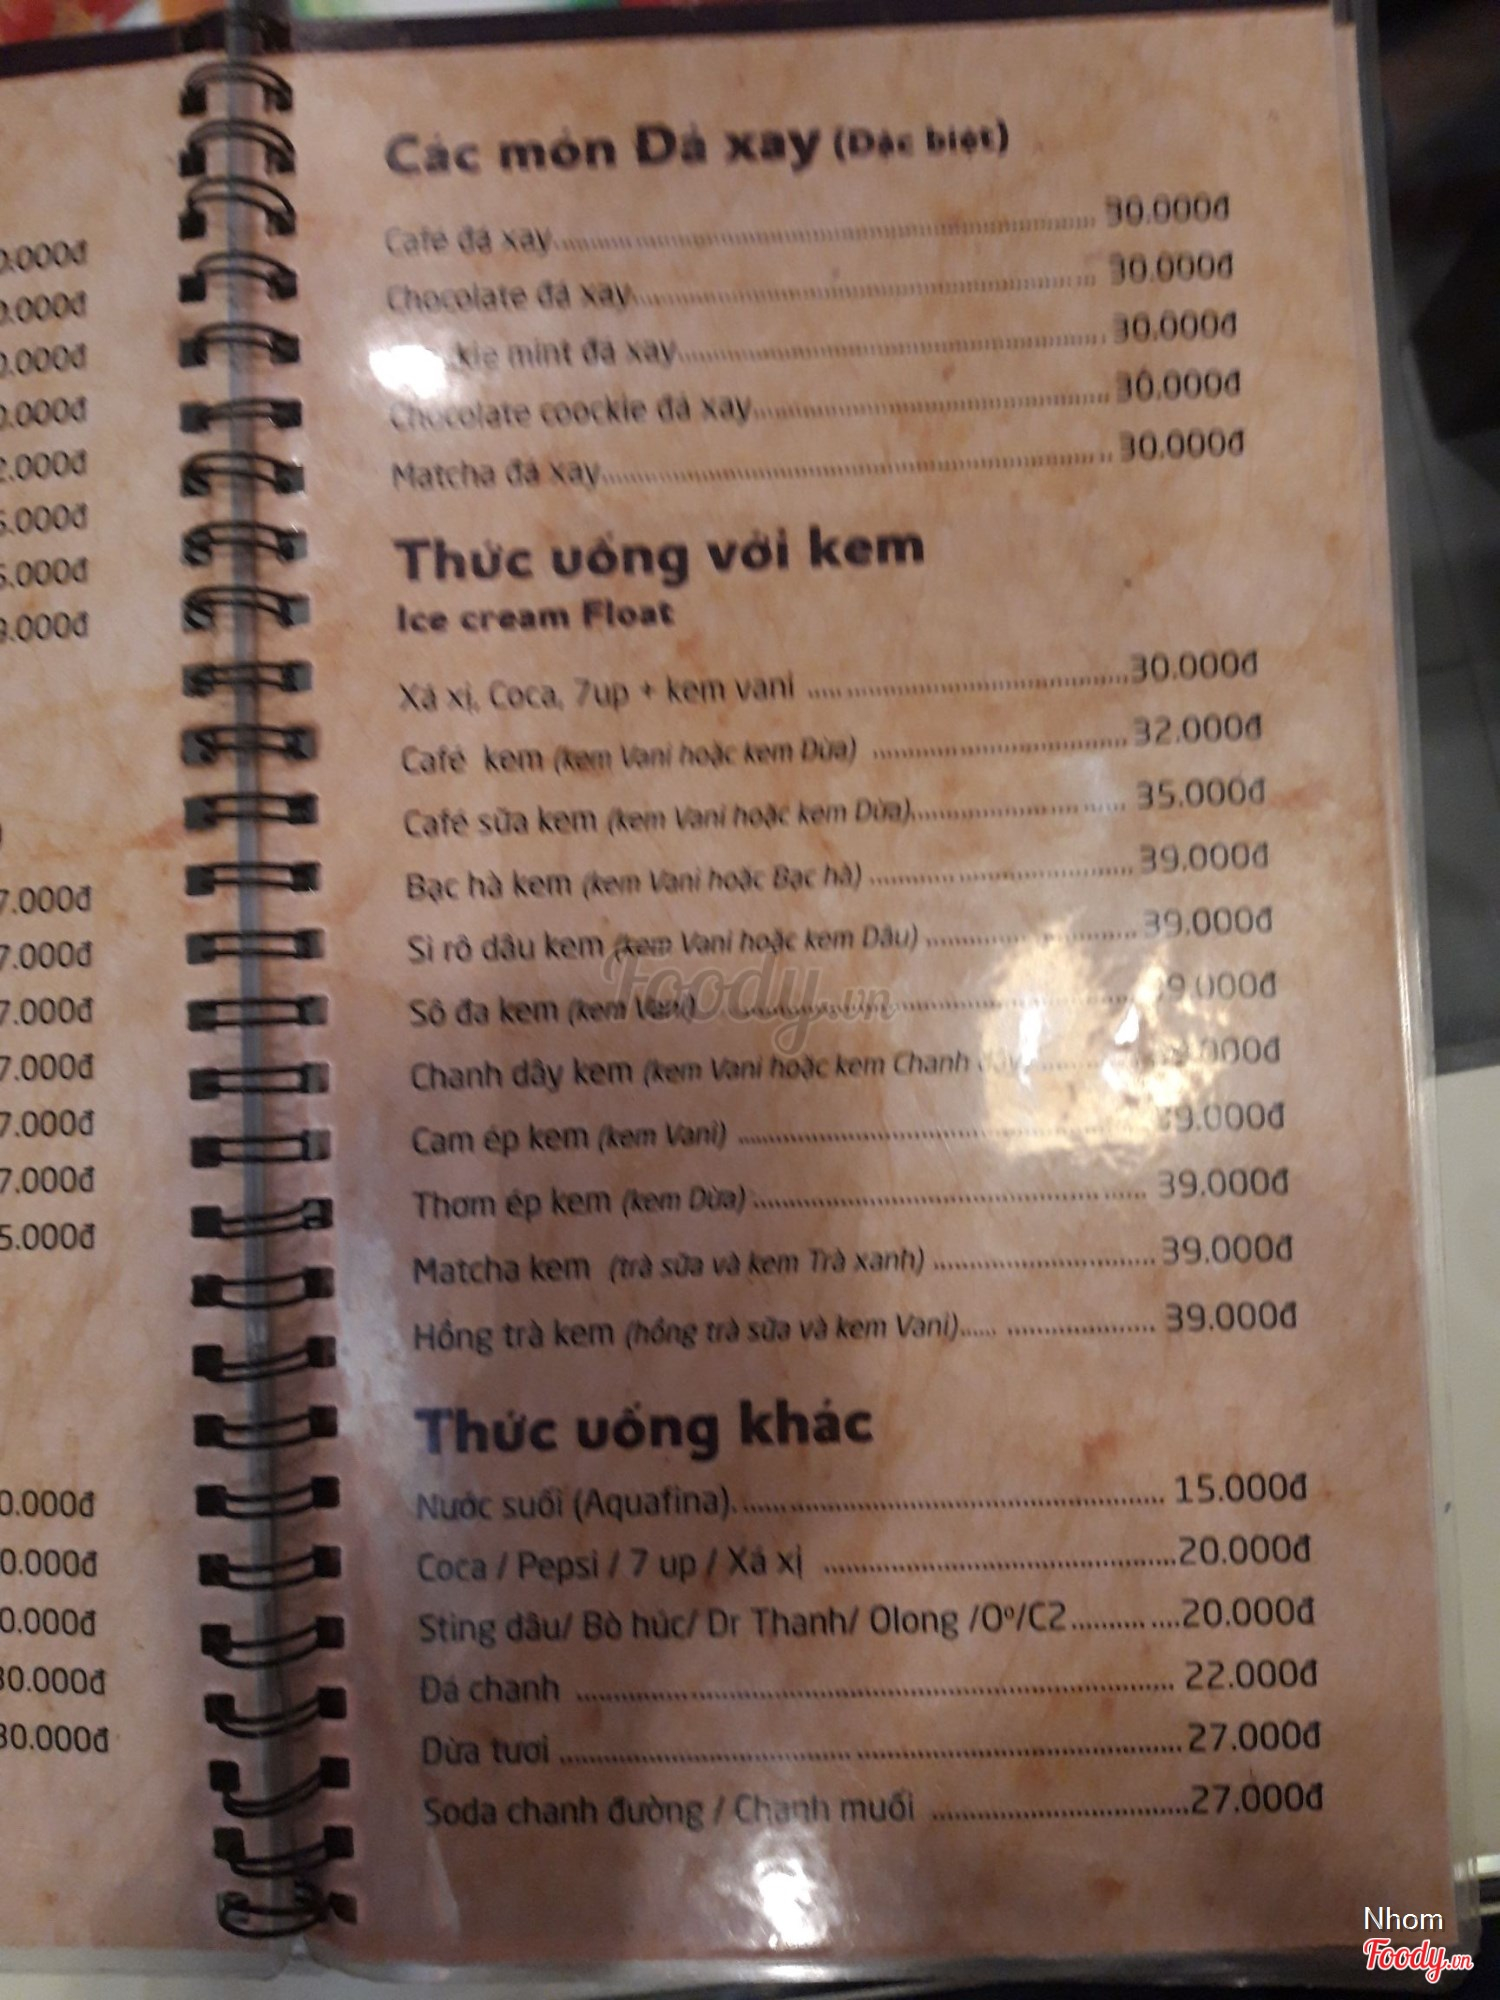 Các món Đá xay (Đặc biệt)
Café đá xay 30.000đ
Chocolate đá xay 30.000đ
mint đá xay 30.000đ
Chocolate coockie đá xay 30.000đ
Matcha đá xay 30.000đ
Thức uống với kem
Ice cream Float
Xá xị, Coca, 7up + kem vani 30.000đ
Café kem (kem Vani hoặc kem Dừa) 32.000đ
Café sữa kem (kem Vani hoặc kem Dừa) 35.000đ
Bạc hà kem (kem Vani hoặc Bạc hà) 39.000đ
Si rô dâu kem (kem Vani hoặc kem Dâu) 39.000đ
Sô đa kem (kem Vani)
Chanh dây kem (kem Vani hoặc kem Chanh
Cam ép kem (kem Vani) 39.000đ
Thơm ép kem (kem Dừa) 39.000đ
Matcha kem (trà sữa và kem Trà xanh) 39.000đ
Hồng trà kem (hồng trà sữa và kem Vani) 39.000đ
Thức uống khác
Nước suối (Aquafina) 15.000đ
Coca / Pepsi / 7 up / Xá xị 20.000đ
Sting dâu/ Bò húc/ Dr Thanh/ Olong /Oº/C2 20.000đ
Đá chanh 22.000đ
Dừa tươi 27.000đ
Soda chanh đường / Chanh muối 27.000đ
Foody.vn
Nhom
Foody.vn